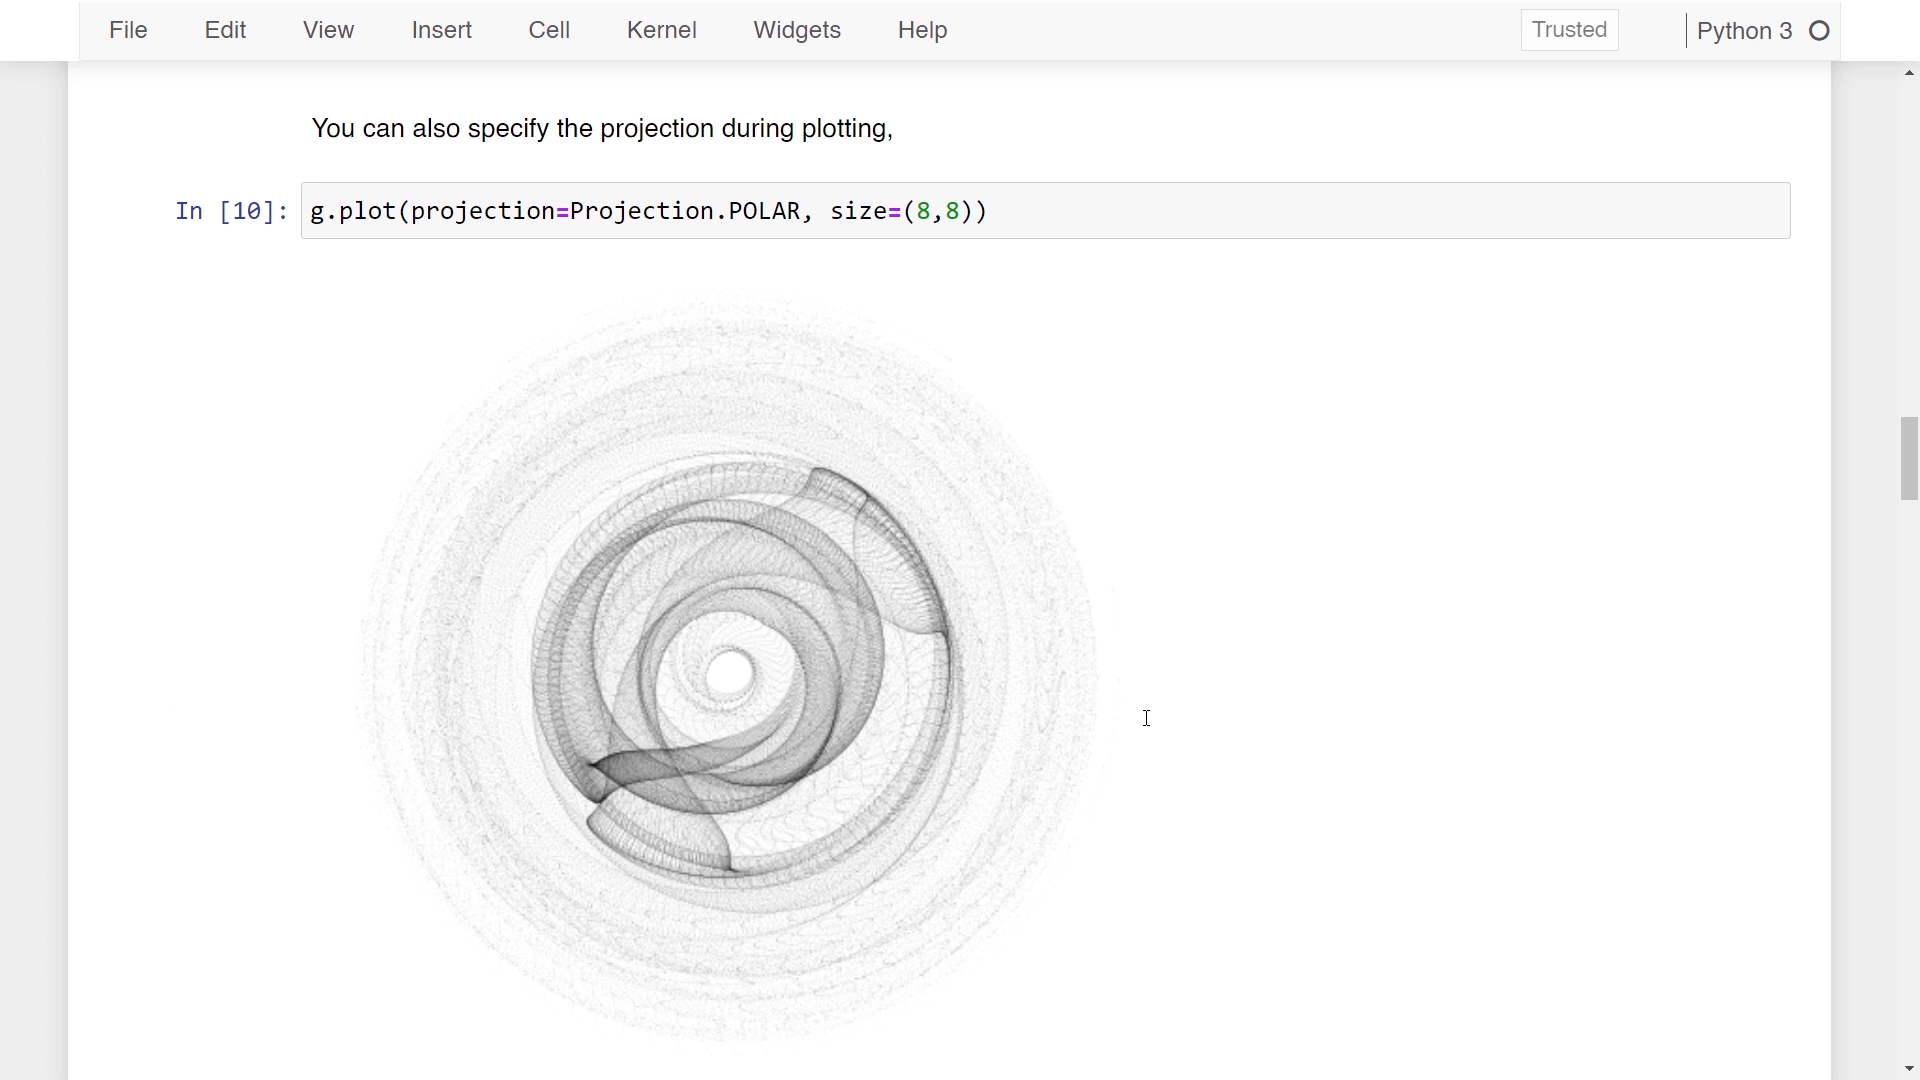 File Edit View Insert Cell Kernel Widgets Help Trusted Python 3
You can also specify the projection during plotting,
In [10]: g.plot(projection=Projection.POLAR, size=(8,8))